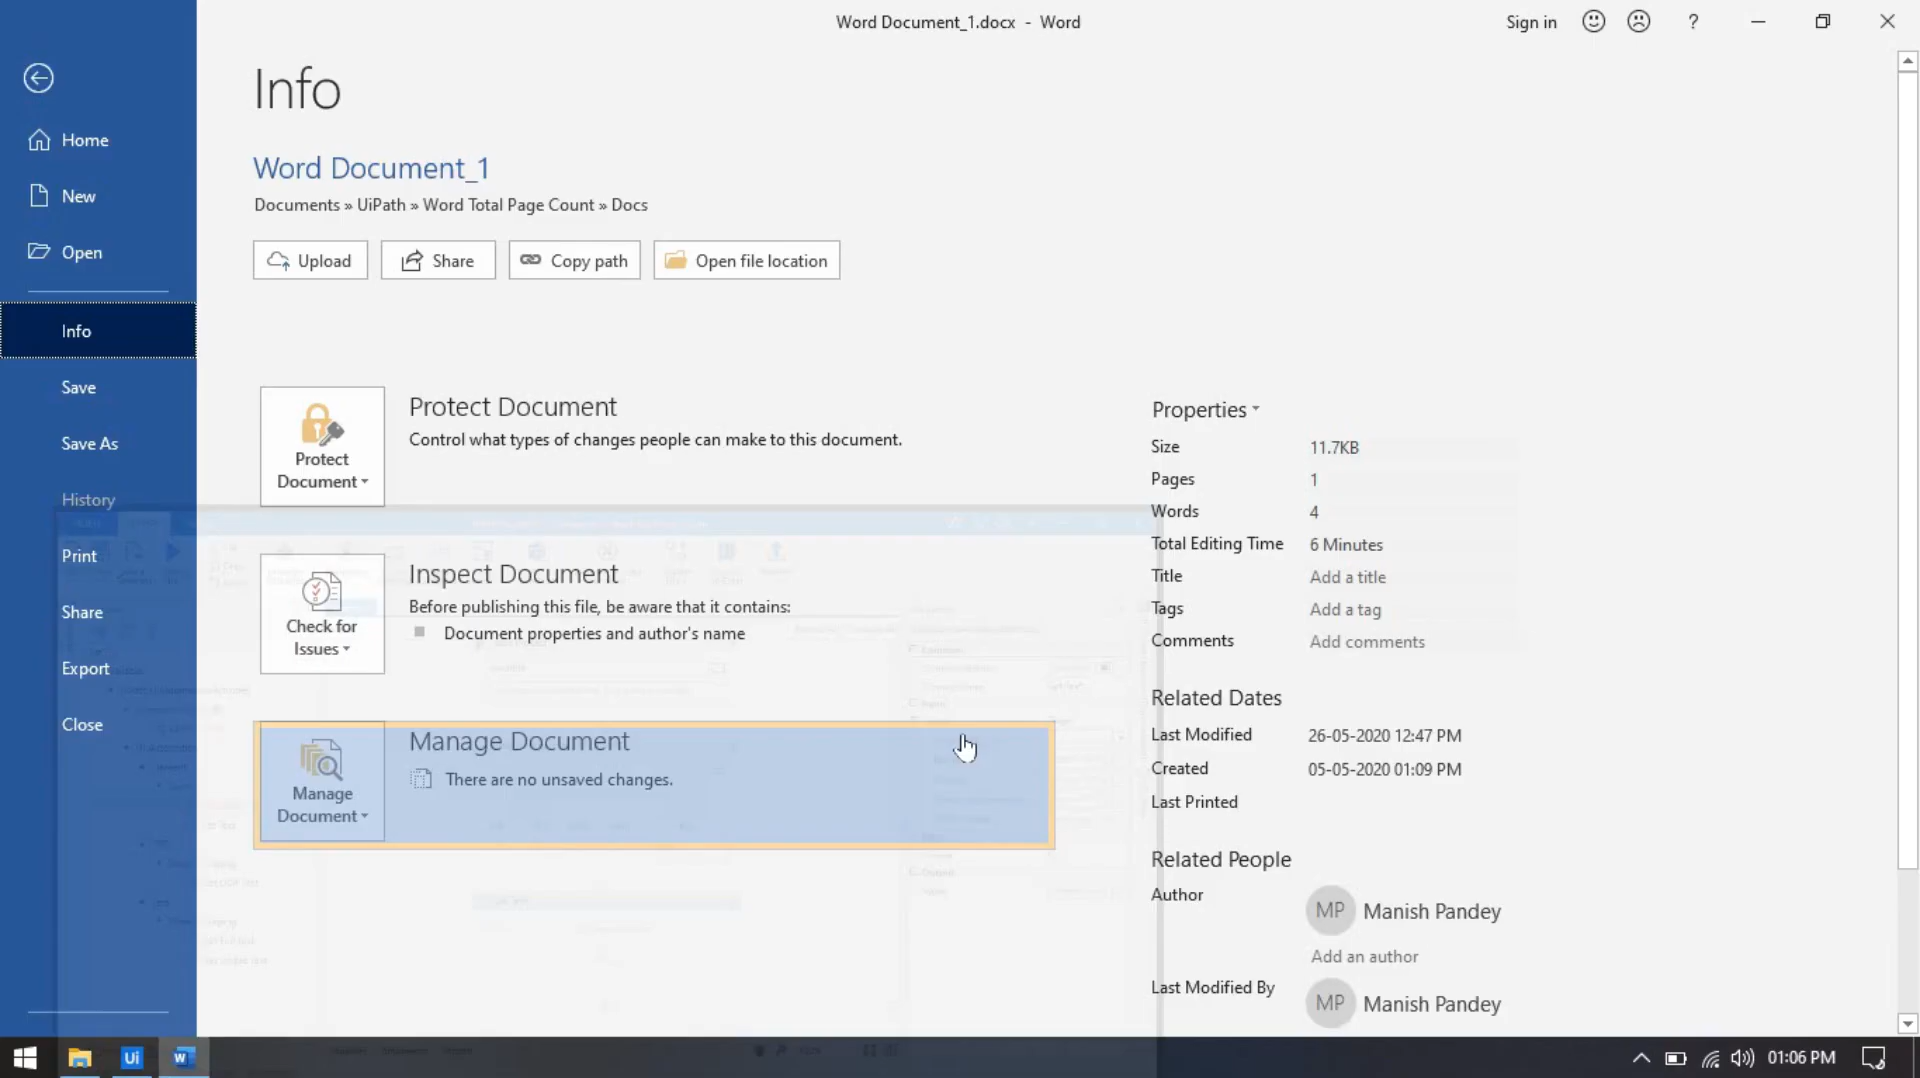 Word Document_1.docx - Word
Sign in
?
Info
Home
New
Open
Info
Save
Save As
History
Print
Share
Export
Close
Word Document_1
Documents » UiPath » Word Total Page Count » Docs
Upload
Share
Copy path
Open file location
Protect Document
Protect Document
Control what types of changes people can make to this document.
Check for Issues
Inspect Document
Before publishing this file, be aware that it contains:
Document properties and author's name
Manage Document
Manage Document
There are no unsaved changes.
Properties
Size 11.7KB
Pages 1
Words 4
Total Editing Time 6 Minutes
Title Add a title
Tags Add a tag
Comments Add comments
Related Dates
Last Modified 26-05-2020 12:47 PM
Created 05-05-2020 01:09 PM
Last Printed
Related People
Author
MP Manish Pandey
Add an author
Last Modified By
MP Manish Pandey
Ui
W
01:06 PM